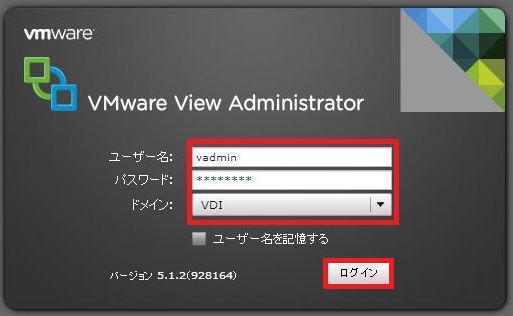 vmware
VMware View Administrator
ユーザー名: vadmin
パスワード: ********
ドメイン: VDI
ユーザー名を記憶する
バージョン 5.1.2(928164) ログイン